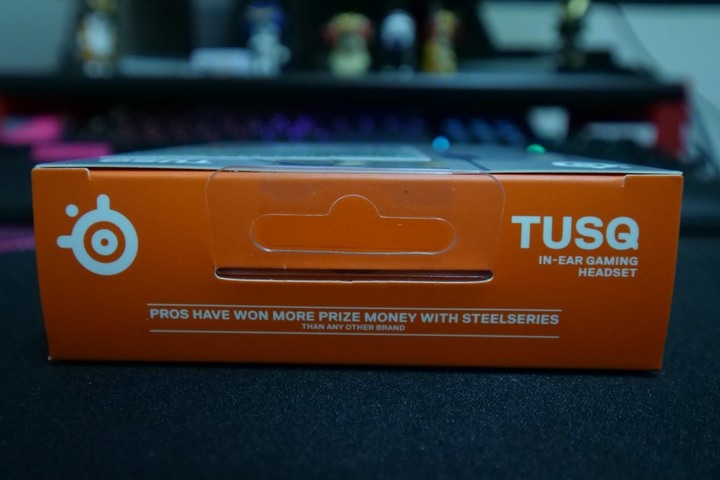 TUSQ
IN-EAR GAMING
HEADSET
PROS HAVE WON MORE PRIZE MONEY WITH STEELSERIES
THAN ANY OTHER BRAND